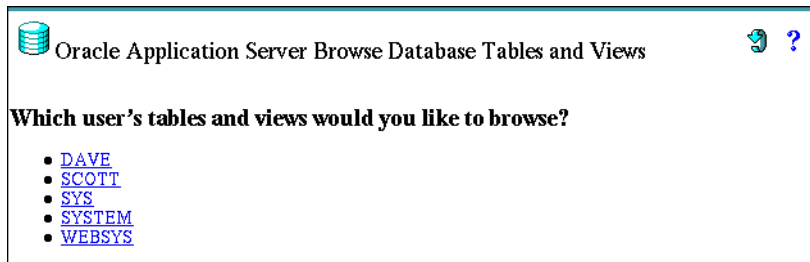 Oracle Application Server Browse Database Tables and Views
?
Which user's tables and views would you like to browse?
DAVE
SCOTT
SYS
SYSTEM
WEBSYS